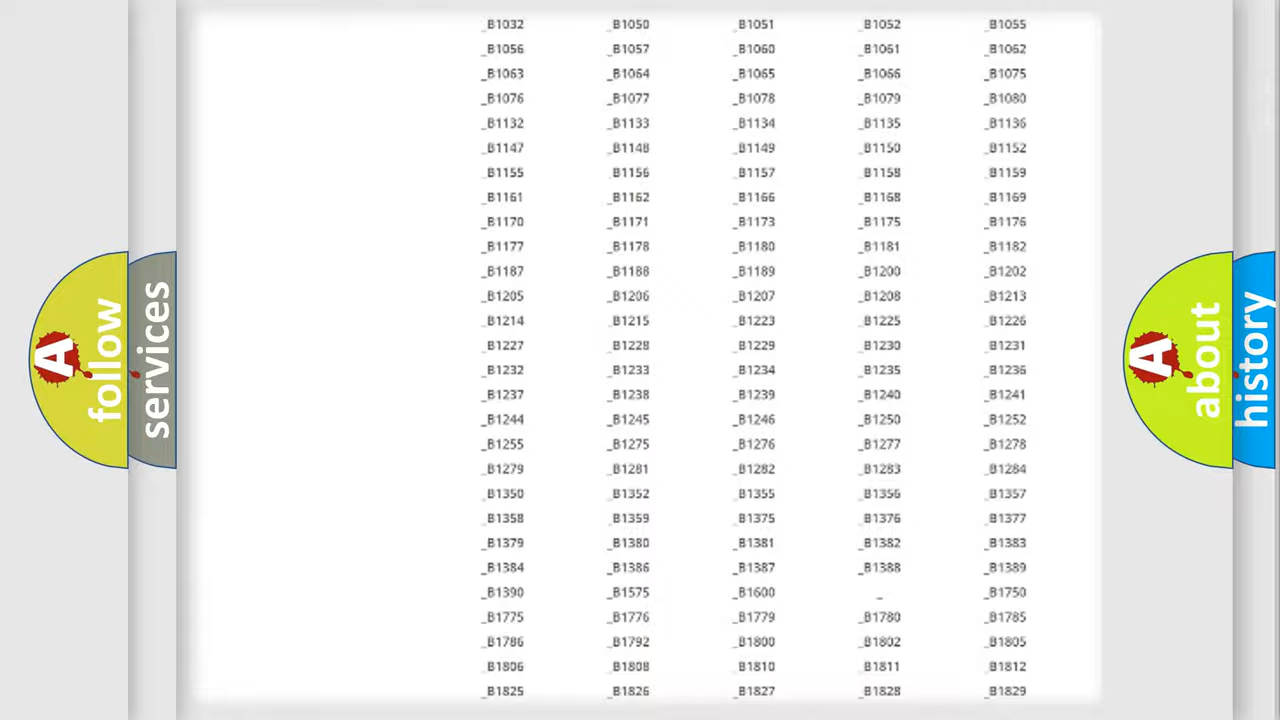 _B1032 _B1050 _B1051 _B1052 _B1055
_B1056 _B1057 _B1060 _B1061 _B1062
_B1063 _B1064 _B1065 _B1066 _B1075
_B1076 _B1077 _B1078 _B1079 _B1080
_B1132 _B1133 _B1134 _B1135 _B1136
_B1147 _B1148 _B1149 _B1150 _B1152
_B1155 _B1156 _B1157 _B1158 _B1159
_B1161 _B1162 _B1166 _B1168 _B1169
_B1170 _B1171 _B1173 _B1175 _B1176
_B1177 _B1178 _B1180 _B1181 _B1182
_B1187 _B1188 _B1189 _B1200 _B1202
_B1205 _B1206 _B1207 _B1208 _B1213
_B1214 _B1215 _B1223 _B1225 _B1226
_B1227 _B1228 _B1229 _B1230 _B1231
_B1232 _B1233 _B1234 _B1235 _B1236
_B1237 _B1238 _B1239 _B1240 _B1241
_B1244 _B1245 _B1246 _B1250 _B1252
_B1255 _B1275 _B1276 _B1277 _B1278
_B1279 _B1281 _B1282 _B1283 _B1284
_B1350 _B1352 _B1355 _B1356 _B1357
_B1358 _B1359 _B1375 _B1376 _B1377
_B1379 _B1380 _B1381 _B1382 _B1383
_B1384 _B1386 _B1387 _B1388 _B1389
_B1390 _B1575 _B1600 _ _B1750
_B1775 _B1776 _B1779 _B1780 _B1785
_B1786 _B1792 _B1800 _B1802 _B1805
_B1806 _B1808 _B1810 _B1811 _B1812
_B1825 _B1826 _B1827 _B1828 _B1829
A follow
services
A about
history